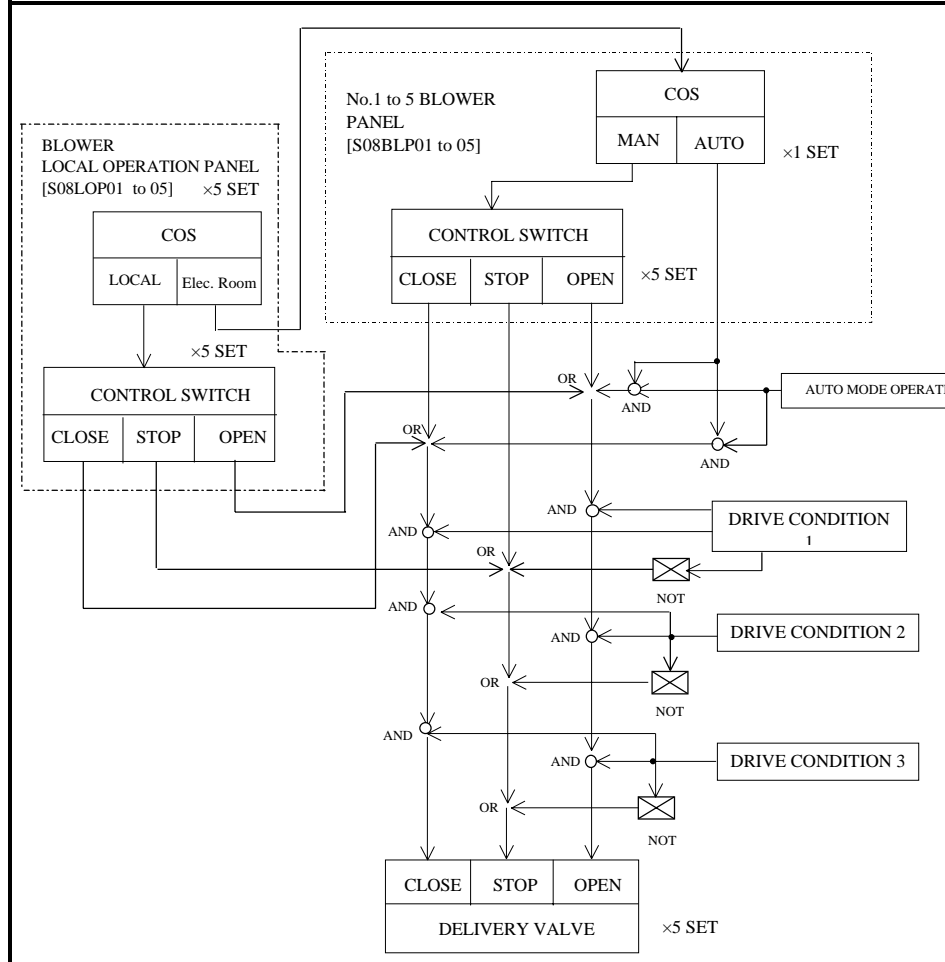 No.1 to 5 BLOWER
PANEL
[S08BLP01 to 05]
COS
MAN
AUTO
×1 SET
CONTROL SWITCH
CLOSE
STOP
OPEN
×5 SET
BLOWER
LOCAL OPERATION PANEL
[S08LOP01 to 05]
×5 SET
COS
LOCAL
Elec. Room
×5 SET
CONTROL SWITCH
CLOSE
STOP
OPEN
OR
AND
AUTO MODE OPERATE
OR
AND
AND
DRIVE CONDITION
1
AND
OR
NOT
AND
AND
DRIVE CONDITION 2
OR
NOT
AND
AND
DRIVE CONDITION 3
OR
NOT
CLOSE
STOP
OPEN
DELIVERY VALVE
×5 SET